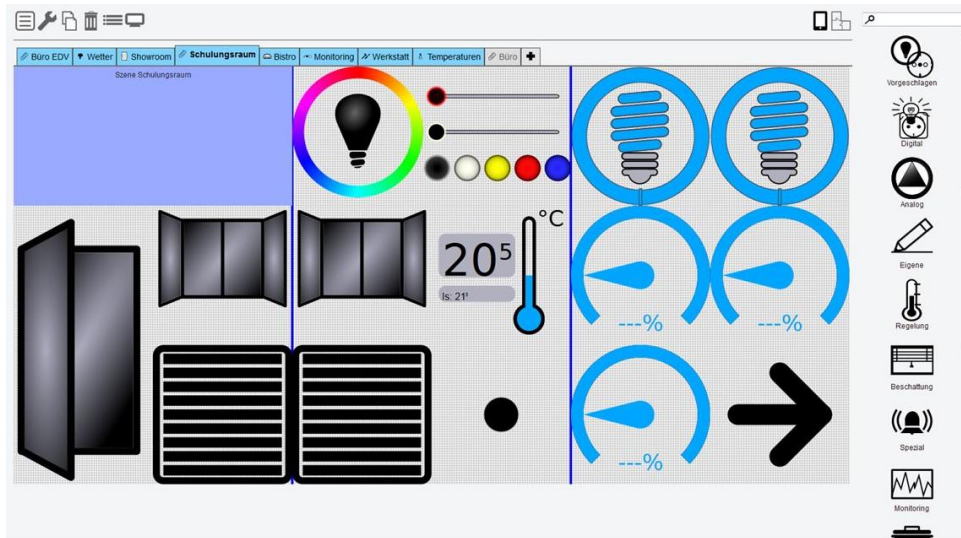 Büro EDV Wetter Showroom Schulungsraum Bistro Monitoring Werkstatt Temperaturen Büro
Szene Schulungsraum
Vorgeschlagen
Digital
Analog
°C
20⁵
Eigene
Is: 21
Regelung
---% ---%
Beschattung
Spezial
---%
Monitoring